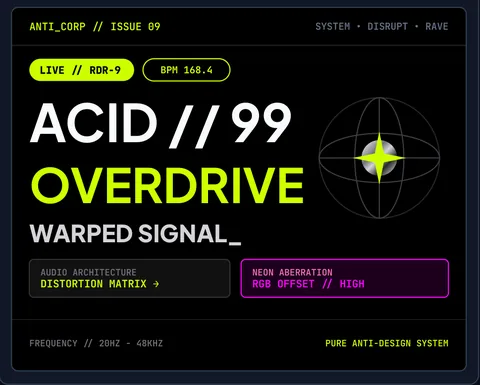 ANTI_CORP // ISSUE 09
SYSTEM • DISRUPT • RAVE
LIVE // RDR-9
BPM 168.4
ACID // 99
OVERDRIVE
WARPED SIGNAL_
AUDIO ARCHITECTURE
DISTORTION MATRIX →
NEON ABERRATION
RGB OFFSET // HIGH
FREQUENCY // 20HZ - 48KHZ
PURE ANTI-DESIGN SYSTEM